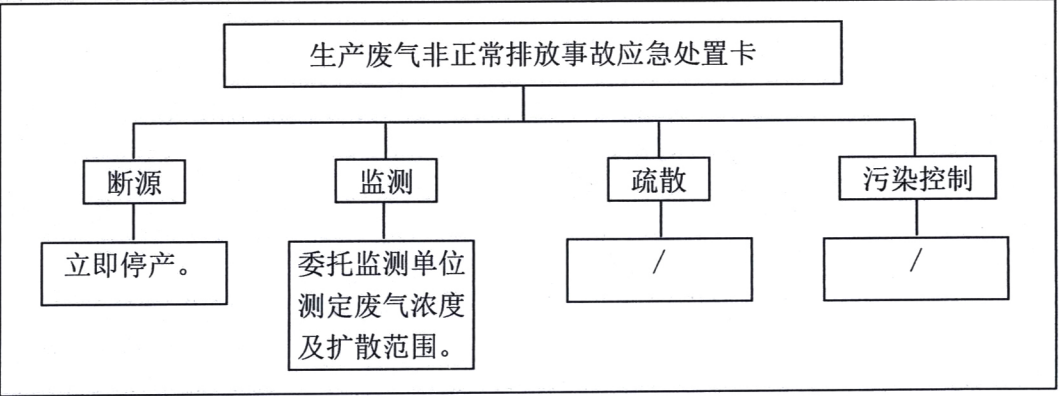 生产废气非正常排放事故应急处置卡
断源
监测
疏散
污染控制
立即停产。
委托监测单位
测定废气浓度
及扩散范围。
/
/